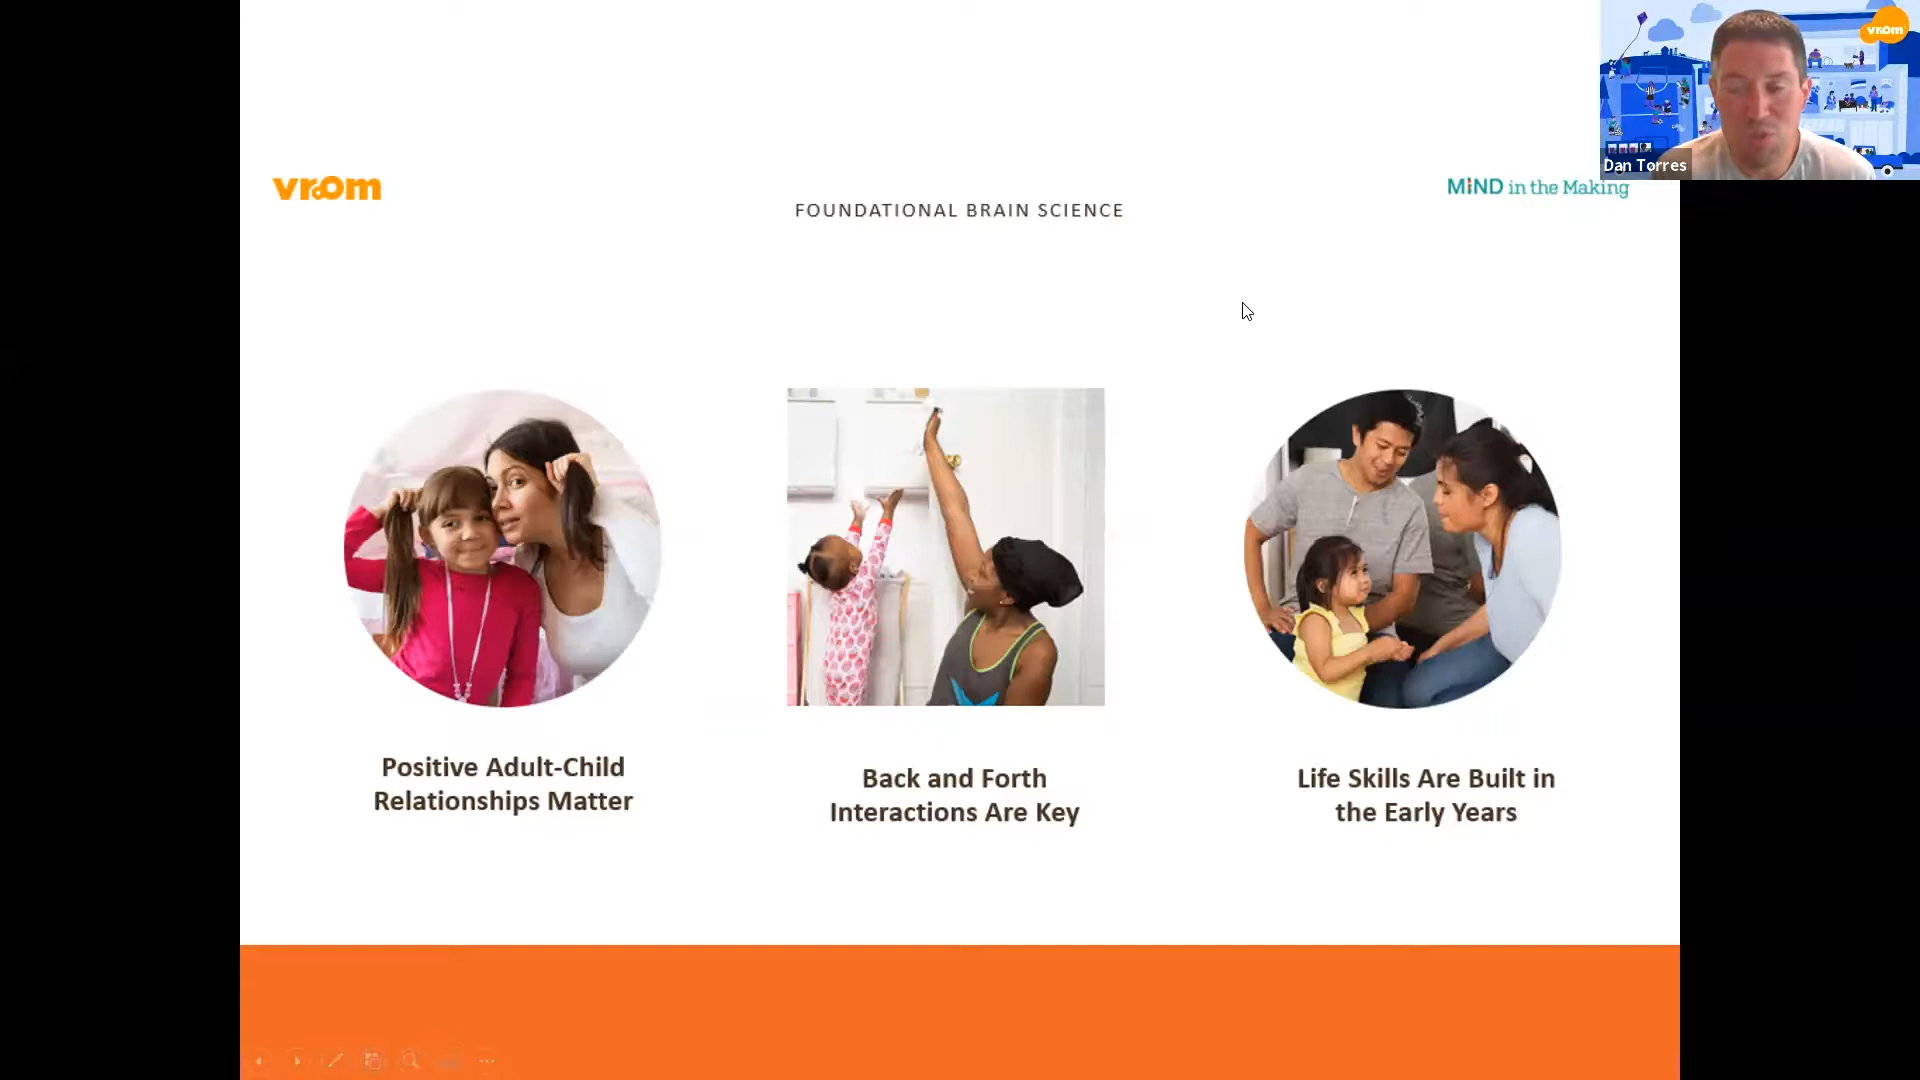 vroom
Dan Torres
vroom
MIND in the Making
FOUNDATIONAL BRAIN SCIENCE
Positive Adult-Child
Relationships Matter
Back and Forth
Interactions Are Key
Life Skills Are Built in
the Early Years